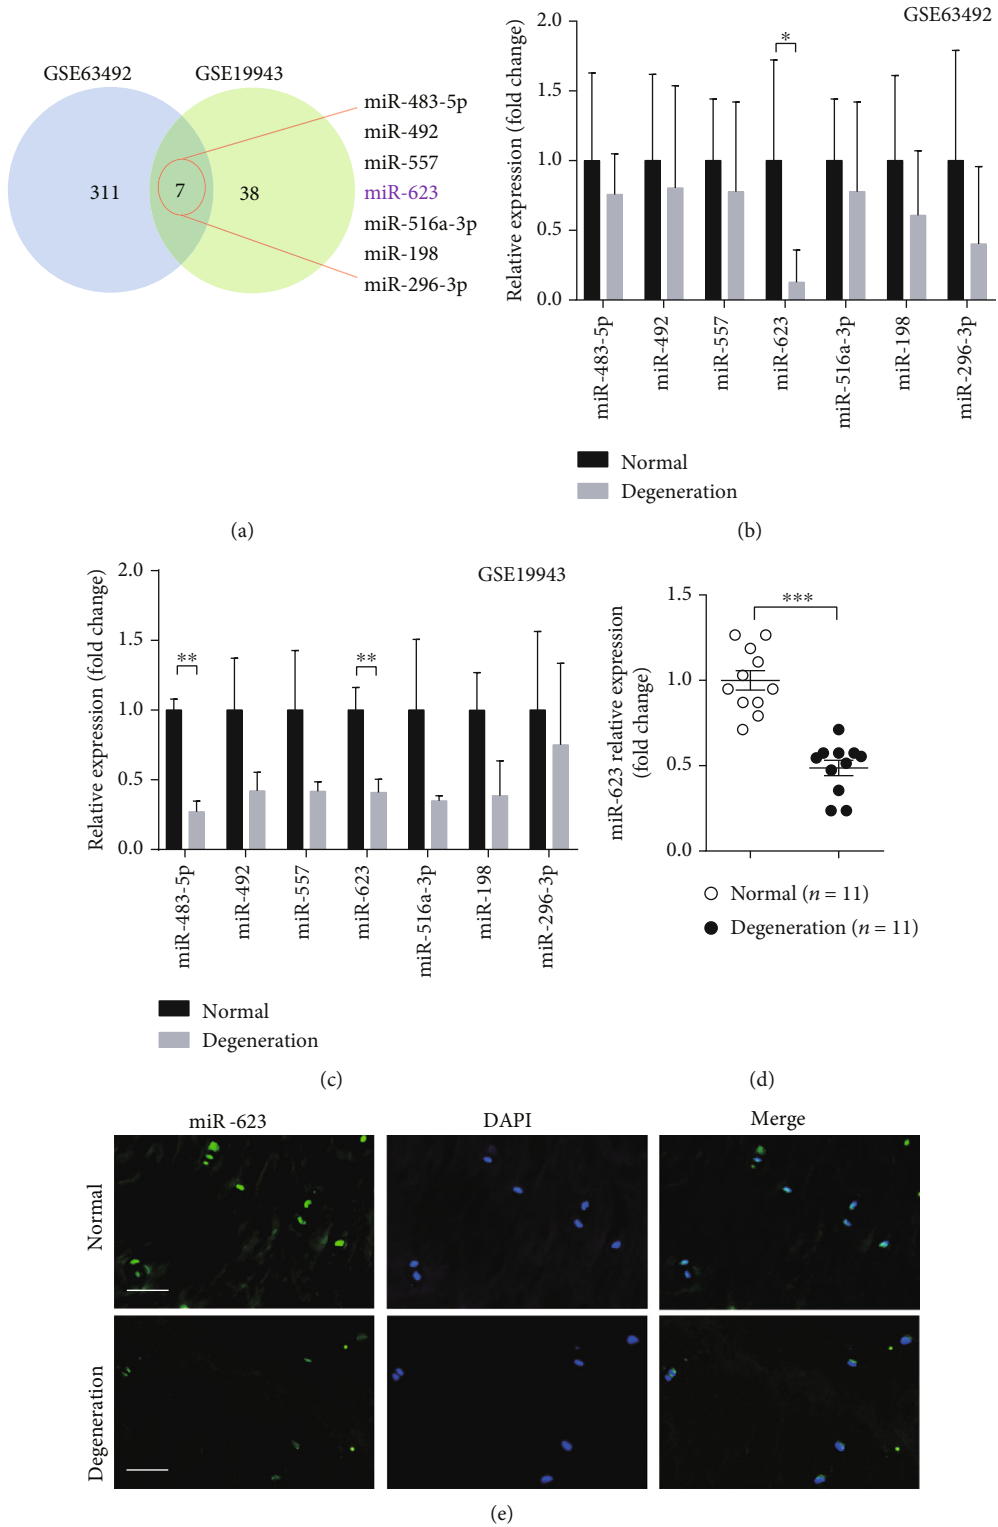 GSE63492
GSE19943
311
7
38
miR-483-5p
miR-492
miR-557
miR-623
miR-516a-3p
miR-198
miR-296-3p
(a)
GSE63492
Relative expression (fold change)
2.0
1.5
1.0
0.5
0.0
*
miR-483-5p
miR-492
miR-557
miR-623
miR-516a-3p
miR-198
miR-296-3p
Normal
Degeneration
(b)
GSE19943
Relative expression (fold change)
2.0
1.5
1.0
0.5
0.0
**
**
miR-483-5p
miR-492
miR-557
miR-623
miR-516a-3p
miR-198
miR-296-3p
Normal
Degeneration
(c)
miR-623 relative expression
(fold change)
1.5
1.0
0.5
0.0
***
Normal (n = 11)
Degeneration (n = 11)
(d)
miR-623
DAPI
Merge
Normal
Degeneration
(e)